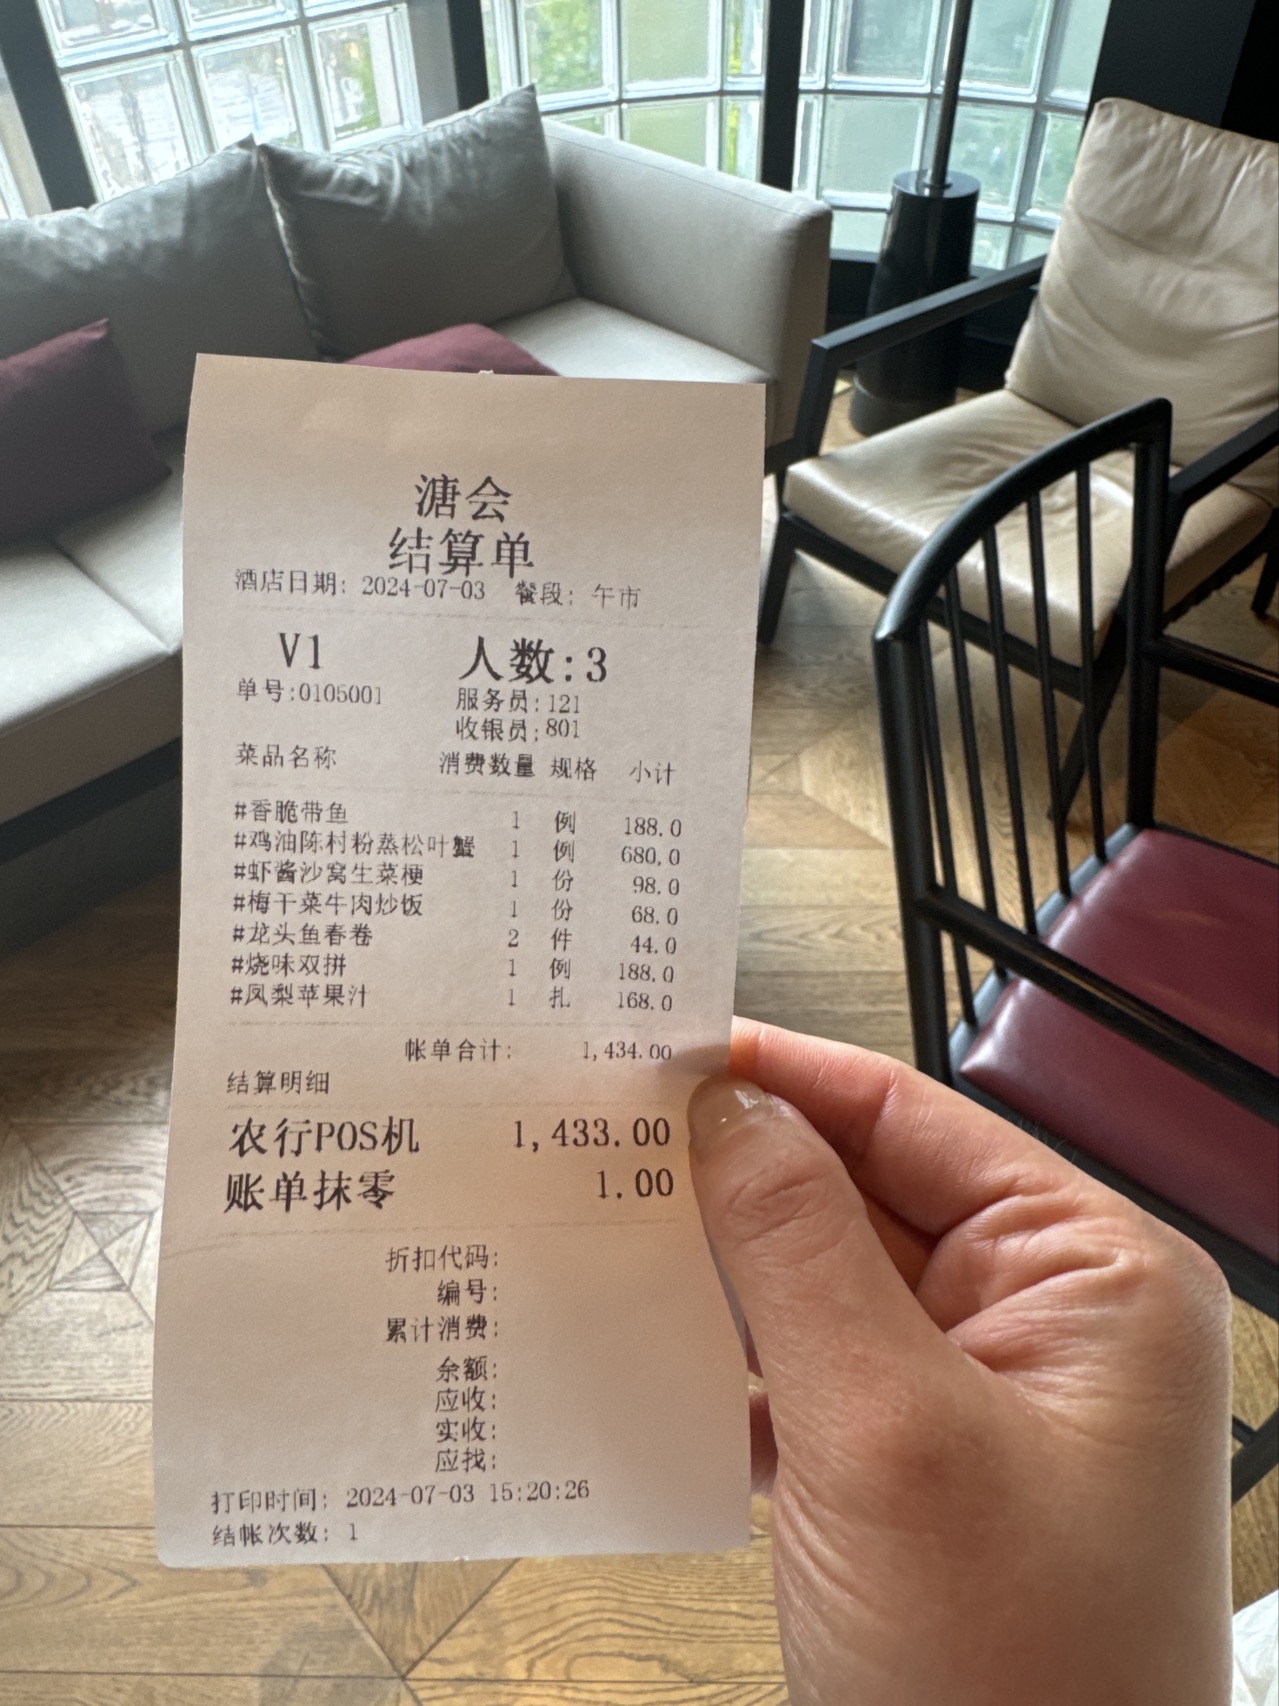 溏会
结算单
酒店日期: 2024-07-03 餐段: 午市
V1 人数:3
单号:0105001 服务员:121
收银员:801
菜品名称 消费数量 规格 小计
#香脆带鱼 1 例 188.0
#鸡油陈村粉蒸松叶蟹 1 例 680.0
#虾酱沙窝生菜梗 1 份 98.0
#梅干菜牛肉炒饭 1 份 68.0
#龙头鱼春卷 2 件 44.0
#烧味双拼 1 例 188.0
#凤梨苹果汁 1 扎 168.0
帐单合计: 1,434.00
结算明细
农行POS机 1,433.00
账单抹零 1.00
折扣代码:
编号:
累计消费:
余额:
应收:
实收:
应找:
打印时间: 2024-07-03 15:20:26
结帐次数: 1